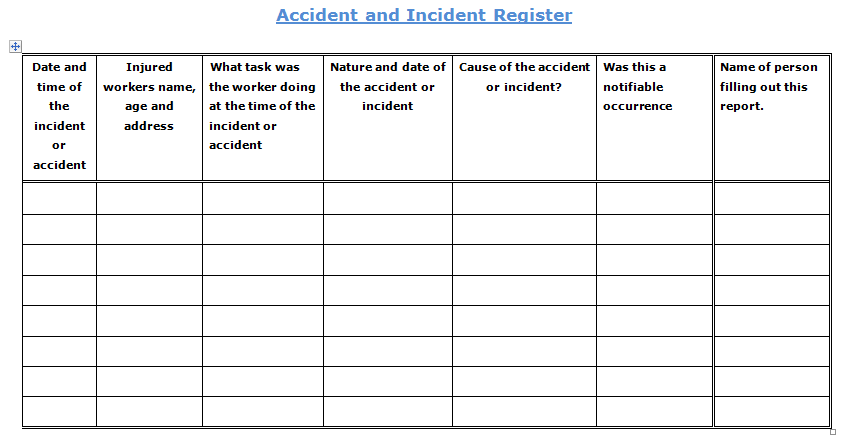 Accident and Incident Register
Date and
time of
the
incident
or
accident
Injured
workers name,
age and
address
What task was
the worker doing
at the time of the
incident or
accident
Nature and date of
the accident or
incident
Cause of the accident
or incident?
Was this a
notifiable
occurrence
Name of person
filling out this
report.